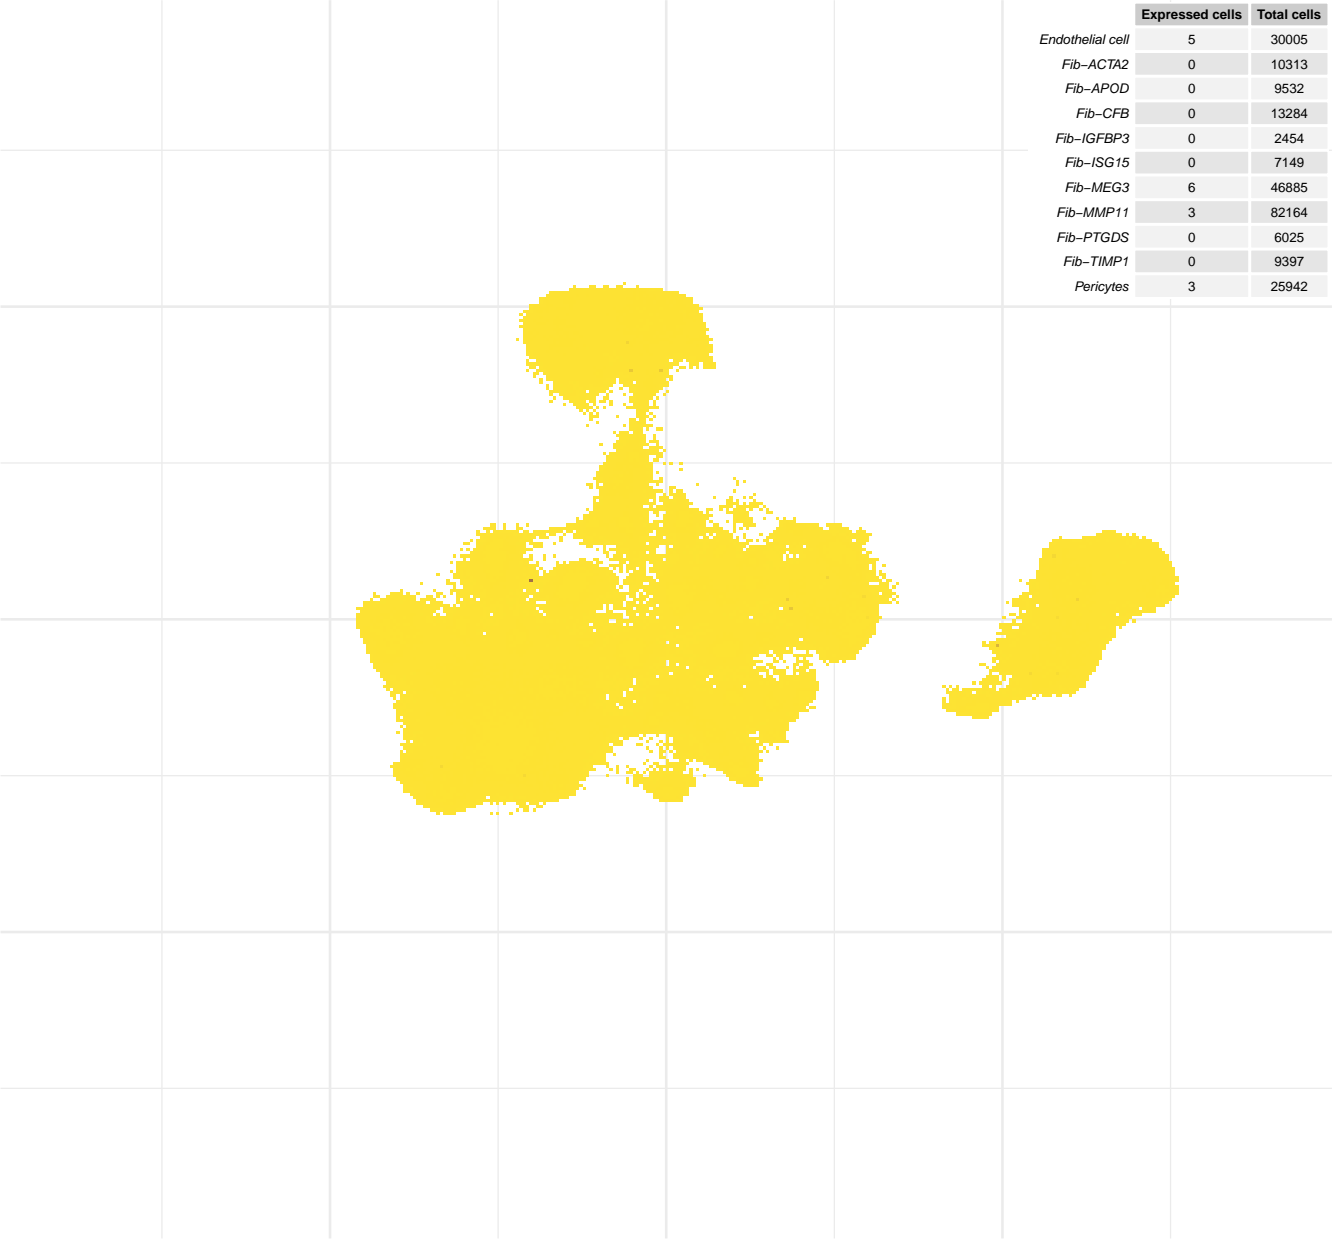 Expressed cells Total cells
Endothelial cell 5 30005
Fib−ACTA2 0 10313
Fib−APOD 0 9532
Fib−CFB 0 13284
Fib−IGFBP3 0 2454
Fib−ISG15 0 7149
Fib−MEG3 6 46885
Fib−MMP11 3 82164
Fib−PTGDS 0 6025
Fib−TIMP1 0 9397
Pericytes 3 25942